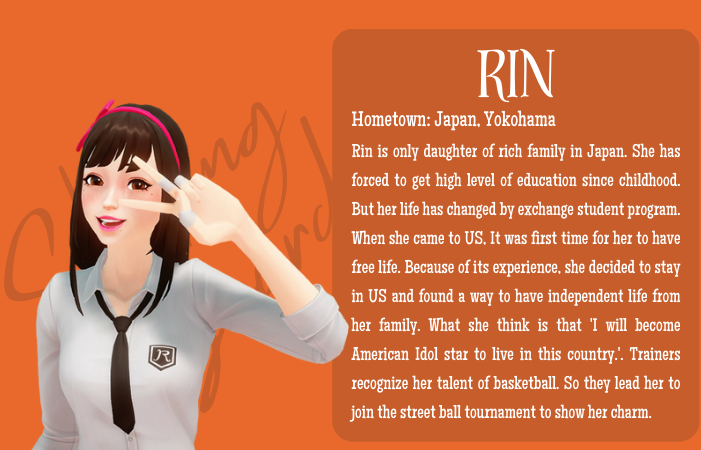 RIN
Hometown: Japan, Yokohama
Rin is only daughter of rich family in Japan. She has
forced to get high level of education since childhood.
But her life has changed by exchange student program.
When she came to US, It was first time for her to have
free life. Because of its experience, she decided to stay
in US and found a way to have independent life from
her family. What she think is that 'I will become
American Idol star to live in this country.'. Trainers
recognize her talent of basketball. So they lead her to
join the street ball tournament to show her charm.